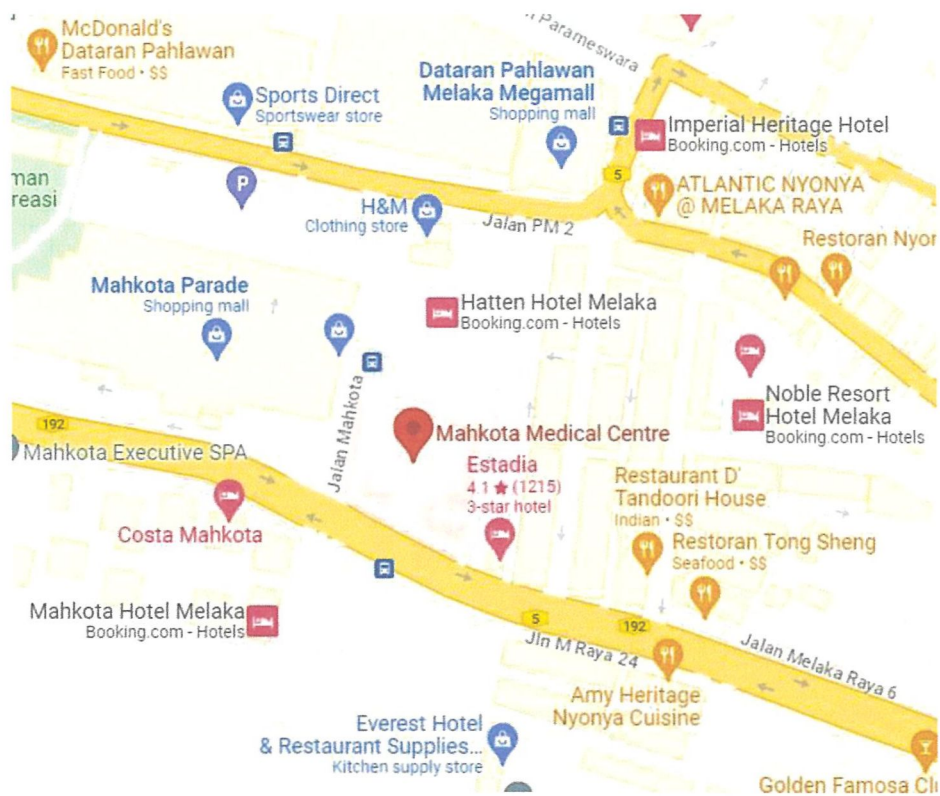 McDonald's
Dataran Pahlawan
Fast Food • $$
Parameswara
Dataran Pahlawan
Melaka Megamall
Shopping mall
Sports Direct
Sportswear store
Imperial Heritage Hotel
Booking.com - Hotels
P
5
man
reasi
ATLANTIC NYONYA
@ MELAKA RAYA
H&M
Clothing store
Jalan PM 2
Restoran Nyon
Mahkota Parade
Shopping mall
Hatten Hotel Melaka
Booking.com - Hotels
Noble Resort
Hotel Melaka
Booking.com - Hotels
Jalan Mahkota
192
Mahkota Executive SPA
Mahkota Medical Centre
Estadia
4.1 ★ (1215)
3-star hotel
Restaurant D'
Tandoori House
Indian • $$
Costa Mahkota
Restoran Tong Sheng
Seafood • $$
Mahkota Hotel Melaka
Booking.com - Hotels
5
192
Jln M Raya 24
Jalan Melaka Raya 6
Amy Heritage
Nyonya Cuisine
Everest Hotel
& Restaurant Supplies...
Kitchen supply store
Golden Famosa Cl